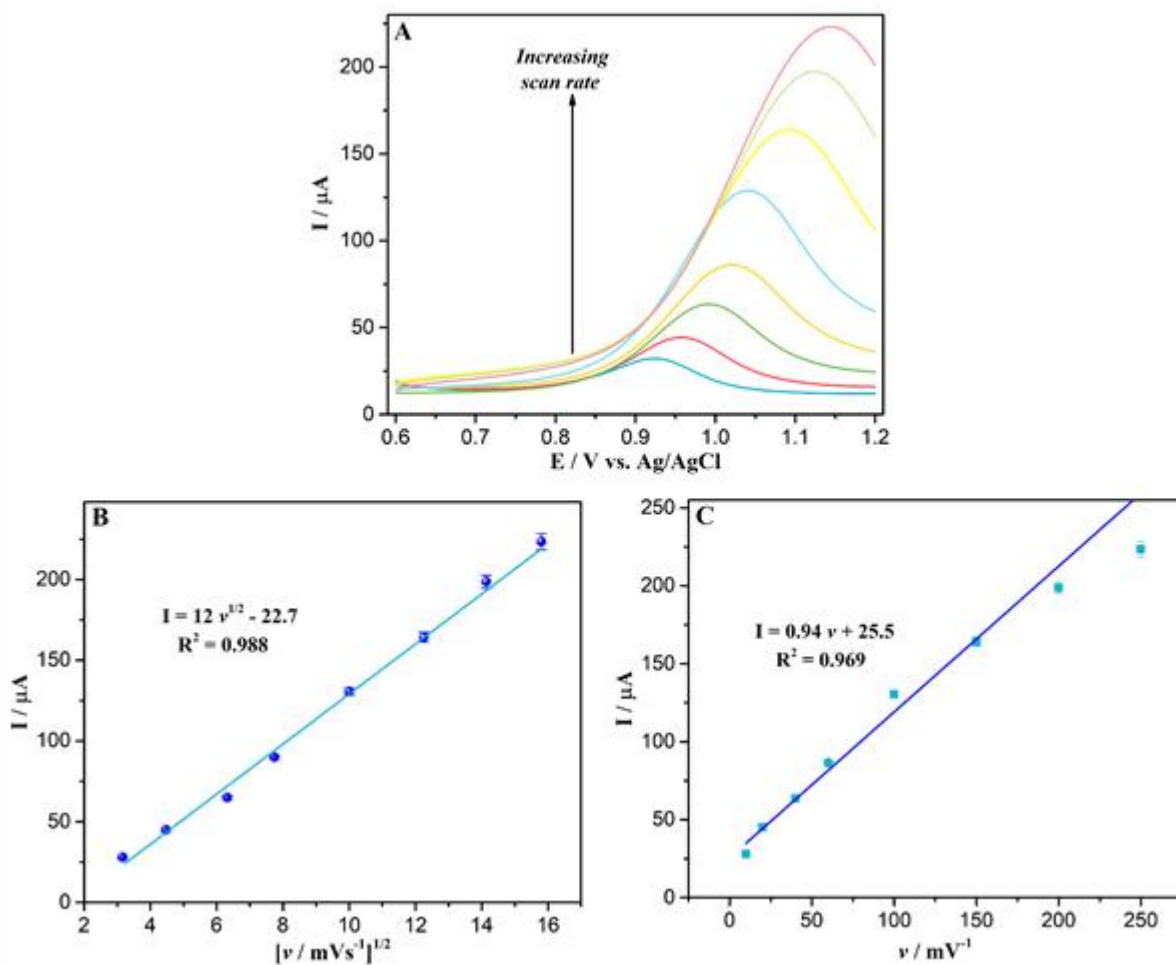 A
Increasing
scan rate
I / μA
200
150
100
50
0
0.6 0.7 0.8 0.9 1.0 1.1 1.2
E / V vs. Ag/AgCl
B
I = 12 v^1/2 - 22.7
R² = 0.988
I / μA
200
150
100
50
0
2 4 6 8 10 12 14 16
[v / mVs⁻¹]^1/2
C
I = 0.94 v + 25.5
R² = 0.969
I / μA
250
200
150
100
50
0
0 50 100 150 200 250
v / mV⁻¹